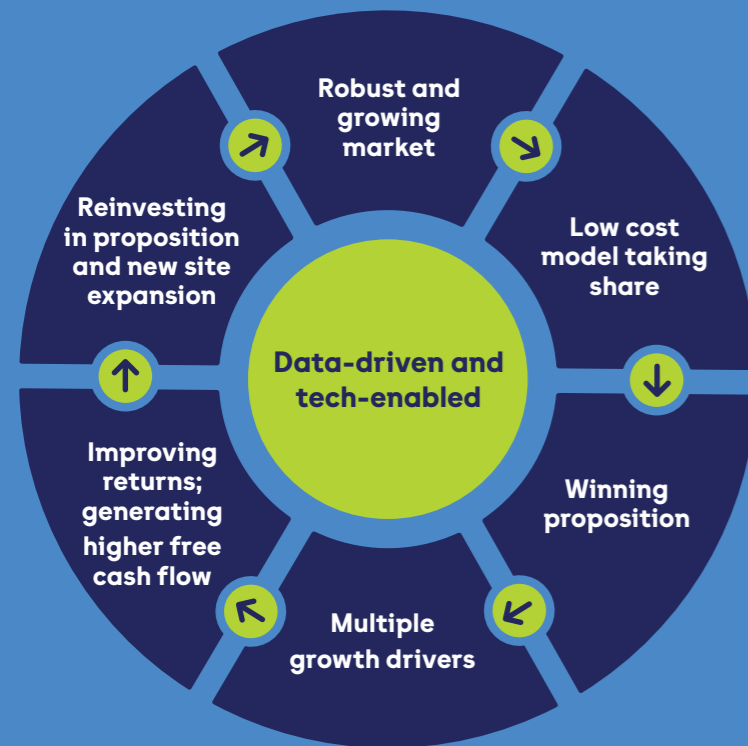 Robust and
growing
market
Low cost
model taking
share
Winning
proposition
Multiple
growth drivers
Improving
returns;
generating
higher free
cash flow
Reinvesting
in proposition
and new site
expansion
Data-driven and
tech-enabled